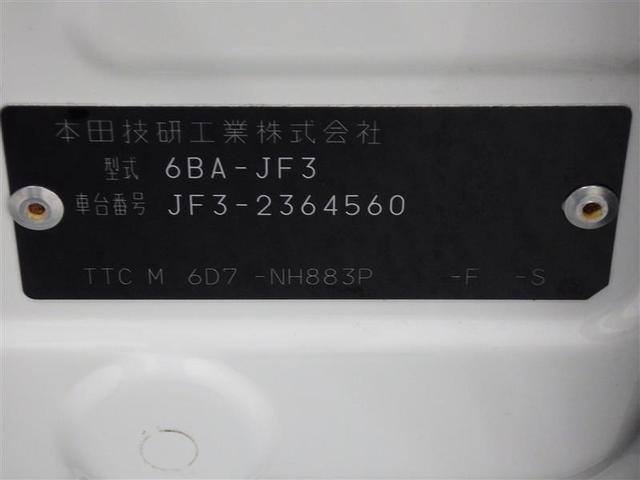 本田技研工業株式会社
型式 6BA-JF3
車台番号 JF3-2364560
TTC M 6D7 -NH883P -F -S